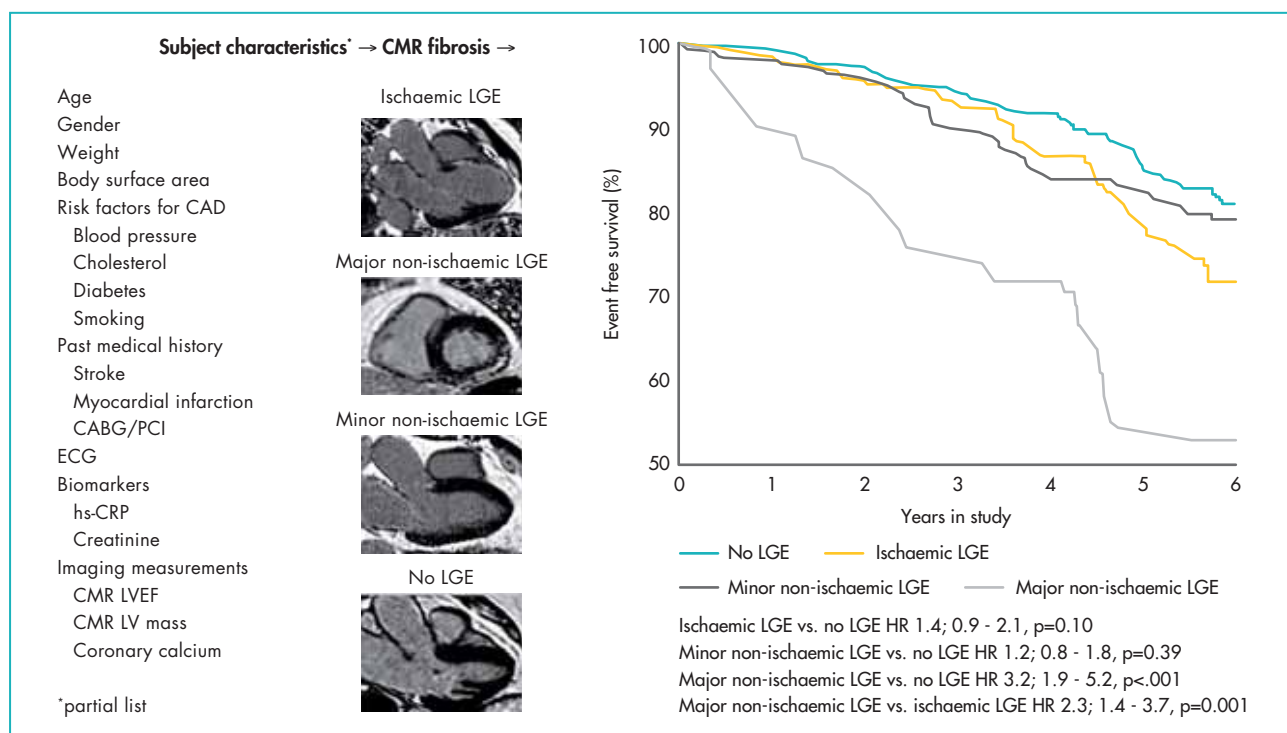 Subject characteristics* → CMR fibrosis →
Age
Gender
Weight
Body surface area
Risk factors for CAD
Blood pressure
Cholesterol
Diabetes
Smoking
Past medical history
Stroke
Myocardial infarction
CABG/PCI
ECG
Biomarkers
hs-CRP
Creatinine
Imaging measurements
CMR LVEF
CMR LV mass
Coronary calcium
*partial list
Ischaemic LGE
Major non-ischaemic LGE
Minor non-ischaemic LGE
No LGE
Event free survival (%)
100
90
80
70
60
50
0 1 2 3 4 5 6
Years in study
No LGE Ischaemic LGE
Minor non-ischaemic LGE Major non-ischaemic LGE
Ischaemic LGE vs. no LGE HR 1.4; 0.9 - 2.1, p=0.10
Minor non-ischaemic LGE vs. no LGE HR 1.2; 0.8 - 1.8, p=0.39
Major non-ischaemic LGE vs. no LGE HR 3.2; 1.9 - 5.2, p<.001
Major non-ischaemic LGE vs. ischaemic LGE HR 2.3; 1.4 - 3.7, p=0.001